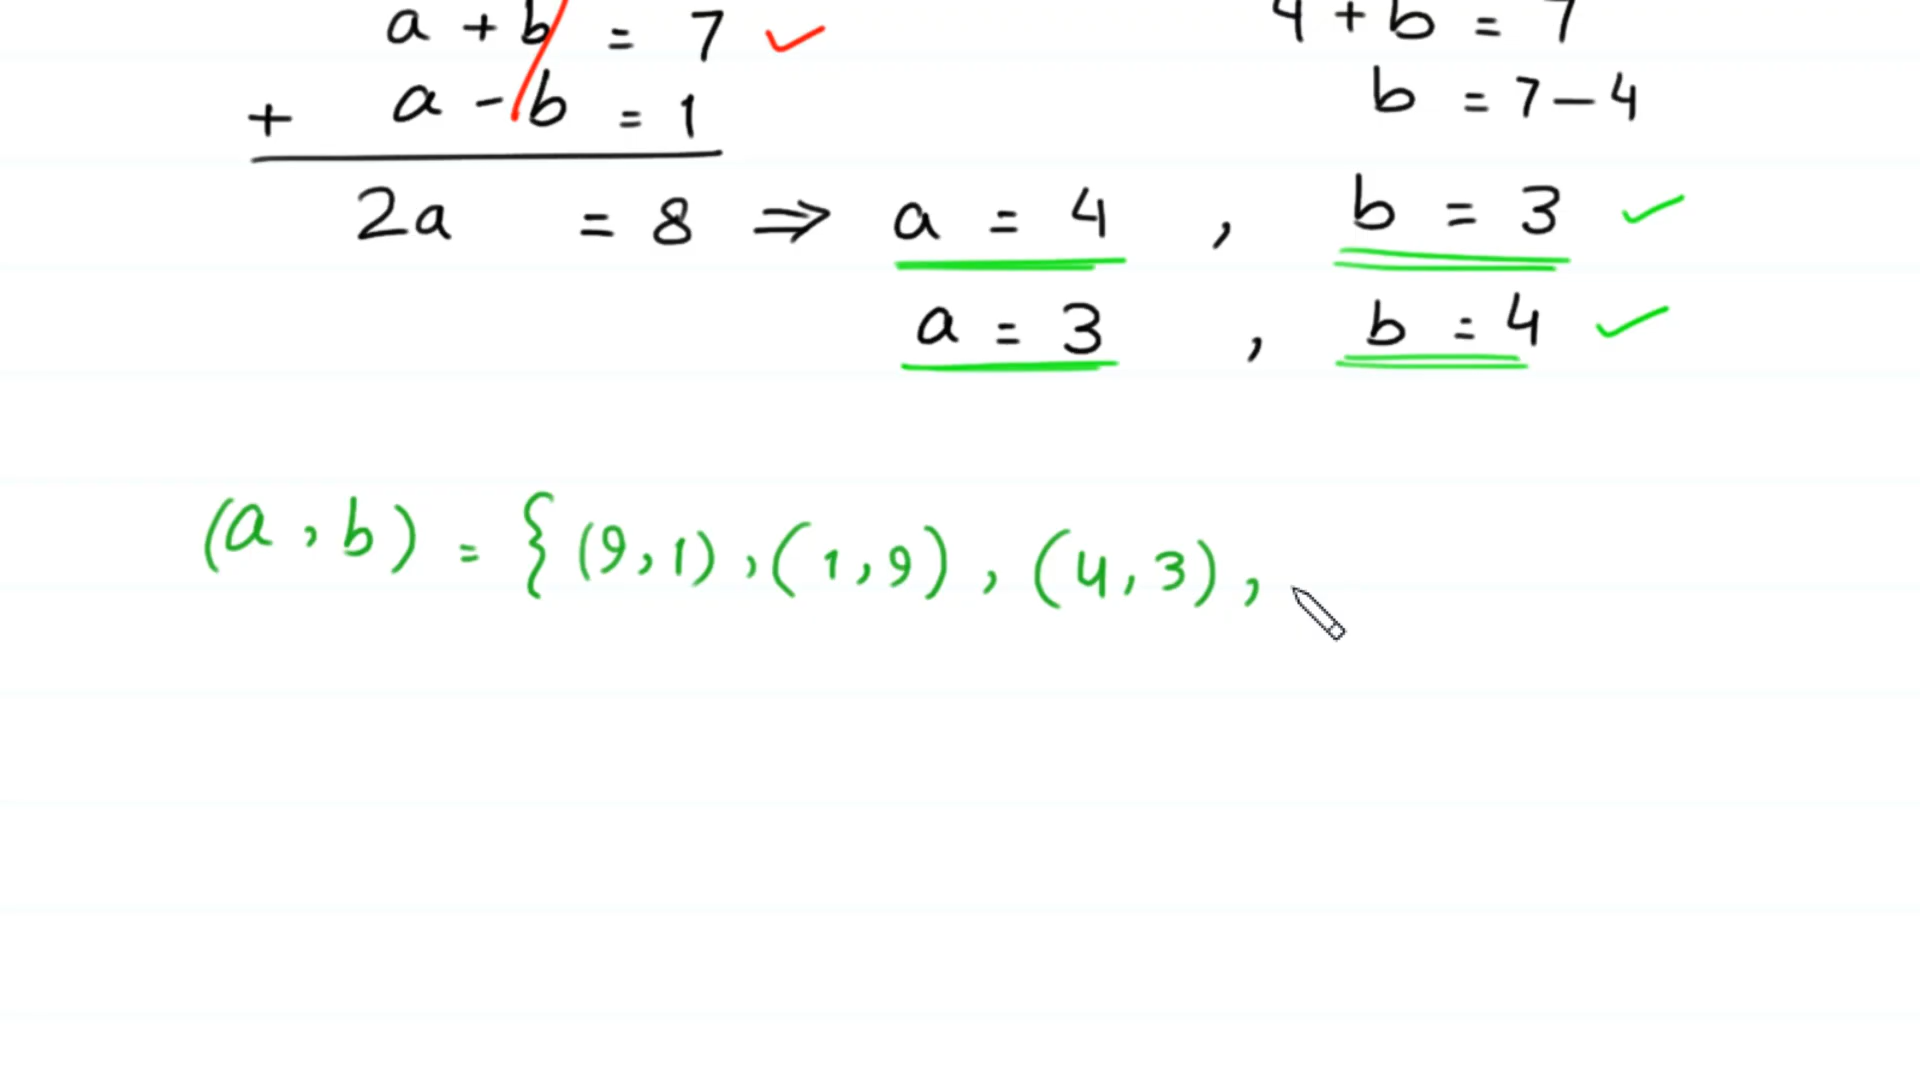 a + b = 7 ✓
4 + b = 7
+ a - b = 1
b = 7 - 4
2a = 8 ⇒ a = 4 , b = 3 ✓
a = 3 , b = 4 ✓
(a , b) = { (9,1) , (1,9) , (4,3) ,